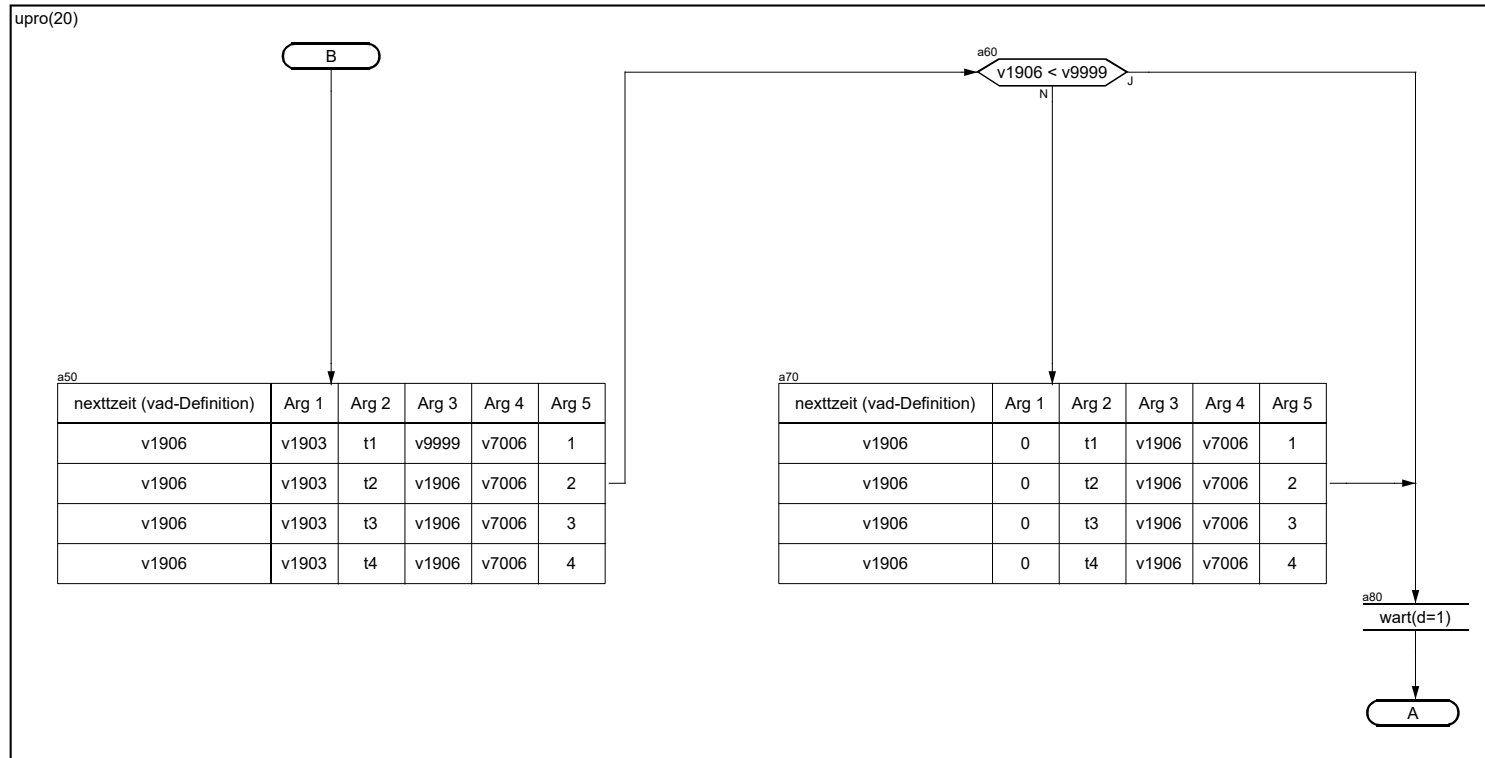 upro(20)
B
a60
v1906 < v9999
N
J
a50
nexttzeit (vad-Definition) Arg 1 Arg 2 Arg 3 Arg 4 Arg 5
v1906 v1903 t1 v9999 v7006 1
v1906 v1903 t2 v1906 v7006 2
v1906 v1903 t3 v1906 v7006 3
v1906 v1903 t4 v1906 v7006 4
a70
nexttzeit (vad-Definition) Arg 1 Arg 2 Arg 3 Arg 4 Arg 5
v1906 0 t1 v1906 v7006 1
v1906 0 t2 v1906 v7006 2
v1906 0 t3 v1906 v7006 3
v1906 0 t4 v1906 v7006 4
a80
wart(d=1)
A